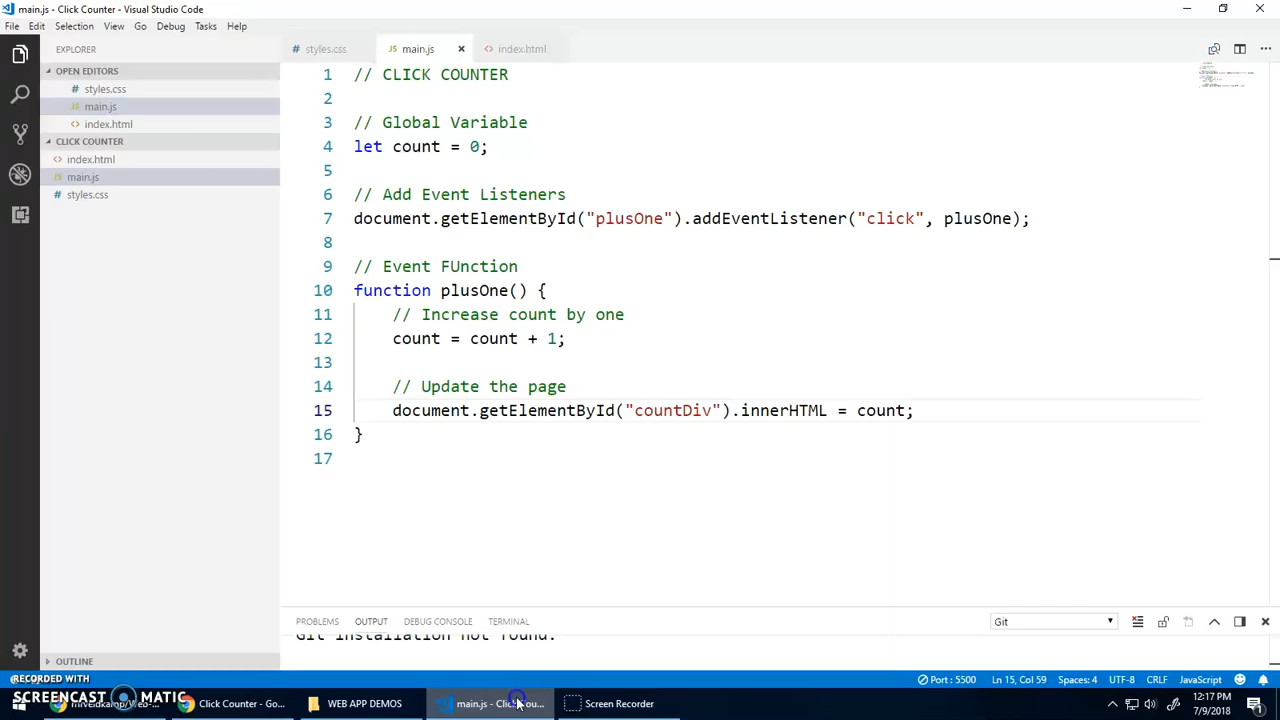 main.js - Click Counter - Visual Studio Code
File Edit Selection View Go Debug Tasks Help
EXPLORER
styles.css
main.js
index.html
OPEN EDITORS
styles.css
main.js
index.html
CLICK COUNTER
index.html
main.js
styles.css
1 // CLICK COUNTER
2
3 // Global Variable
4 let count = 0;
5
6 // Add Event Listeners
7 document.getElementById("plusOne").addEventListener("click", plusOne);
8
9 // Event FUnction
10 function plusOne() {
11 // Increase count by one
12 count = count + 1;
13
14 // Update the page
15 document.getElementById("countDiv").innerHTML = count;
16 }
17
PROBLEMS OUTPUT DEBUG CONSOLE TERMINAL
Git
Git installation not found.
OUTLINE
RECORDED WITH
SCREENCAST MATIC
Port : 5500 Ln 15, Col 59 Spaces: 4 UTF-8 CRLF JavaScript
Click Counter - Go...
WEB APP DEMOS
main.js - Click Cou...
Screen Recorder
12:17 PM
7/9/2018